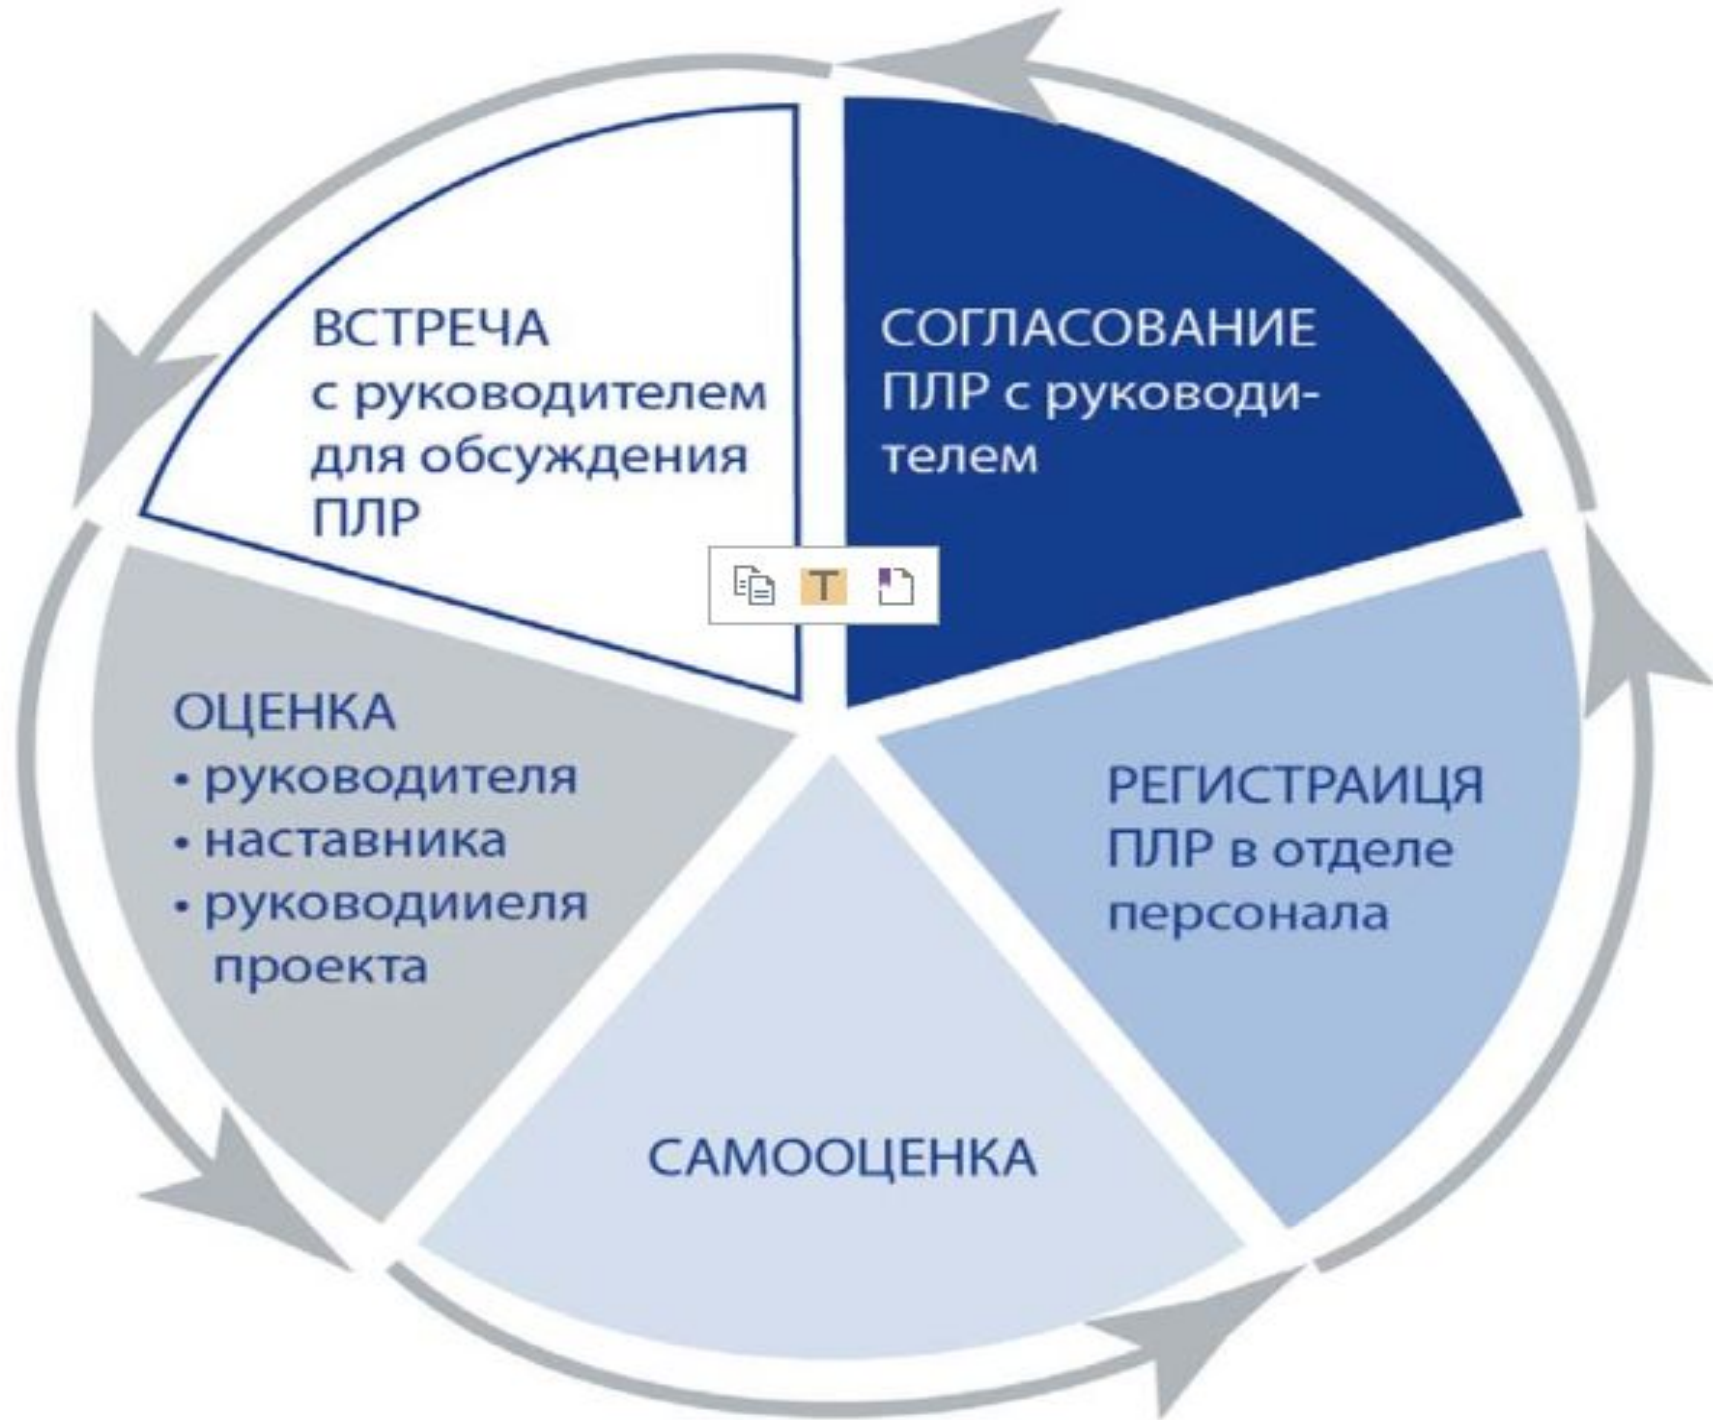 ВСТРЕЧА
с руководителем
для обсуждения
ПЛР
СОГЛАСОВАНИЕ
ПЛР с руководи-
телем
T
ОЦЕНКА
• руководителя
• наставника
• руководииеля
проекта
РЕГИСТРАИЦЯ
ПЛР в отделе
персонала
САМООЦЕНКА